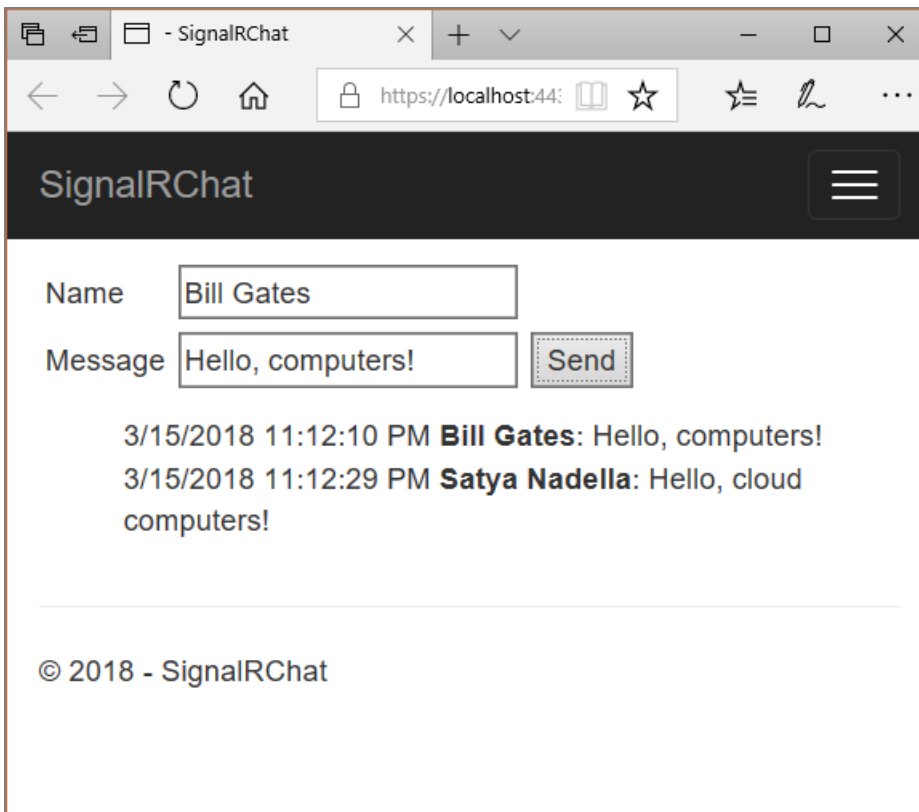 - SignalRChat
https://localhost:443
SignalRChat
Name Bill Gates
Message Hello, computers! Send
3/15/2018 11:12:10 PM Bill Gates: Hello, computers!
3/15/2018 11:12:29 PM Satya Nadella: Hello, cloud
computers!
© 2018 - SignalRChat